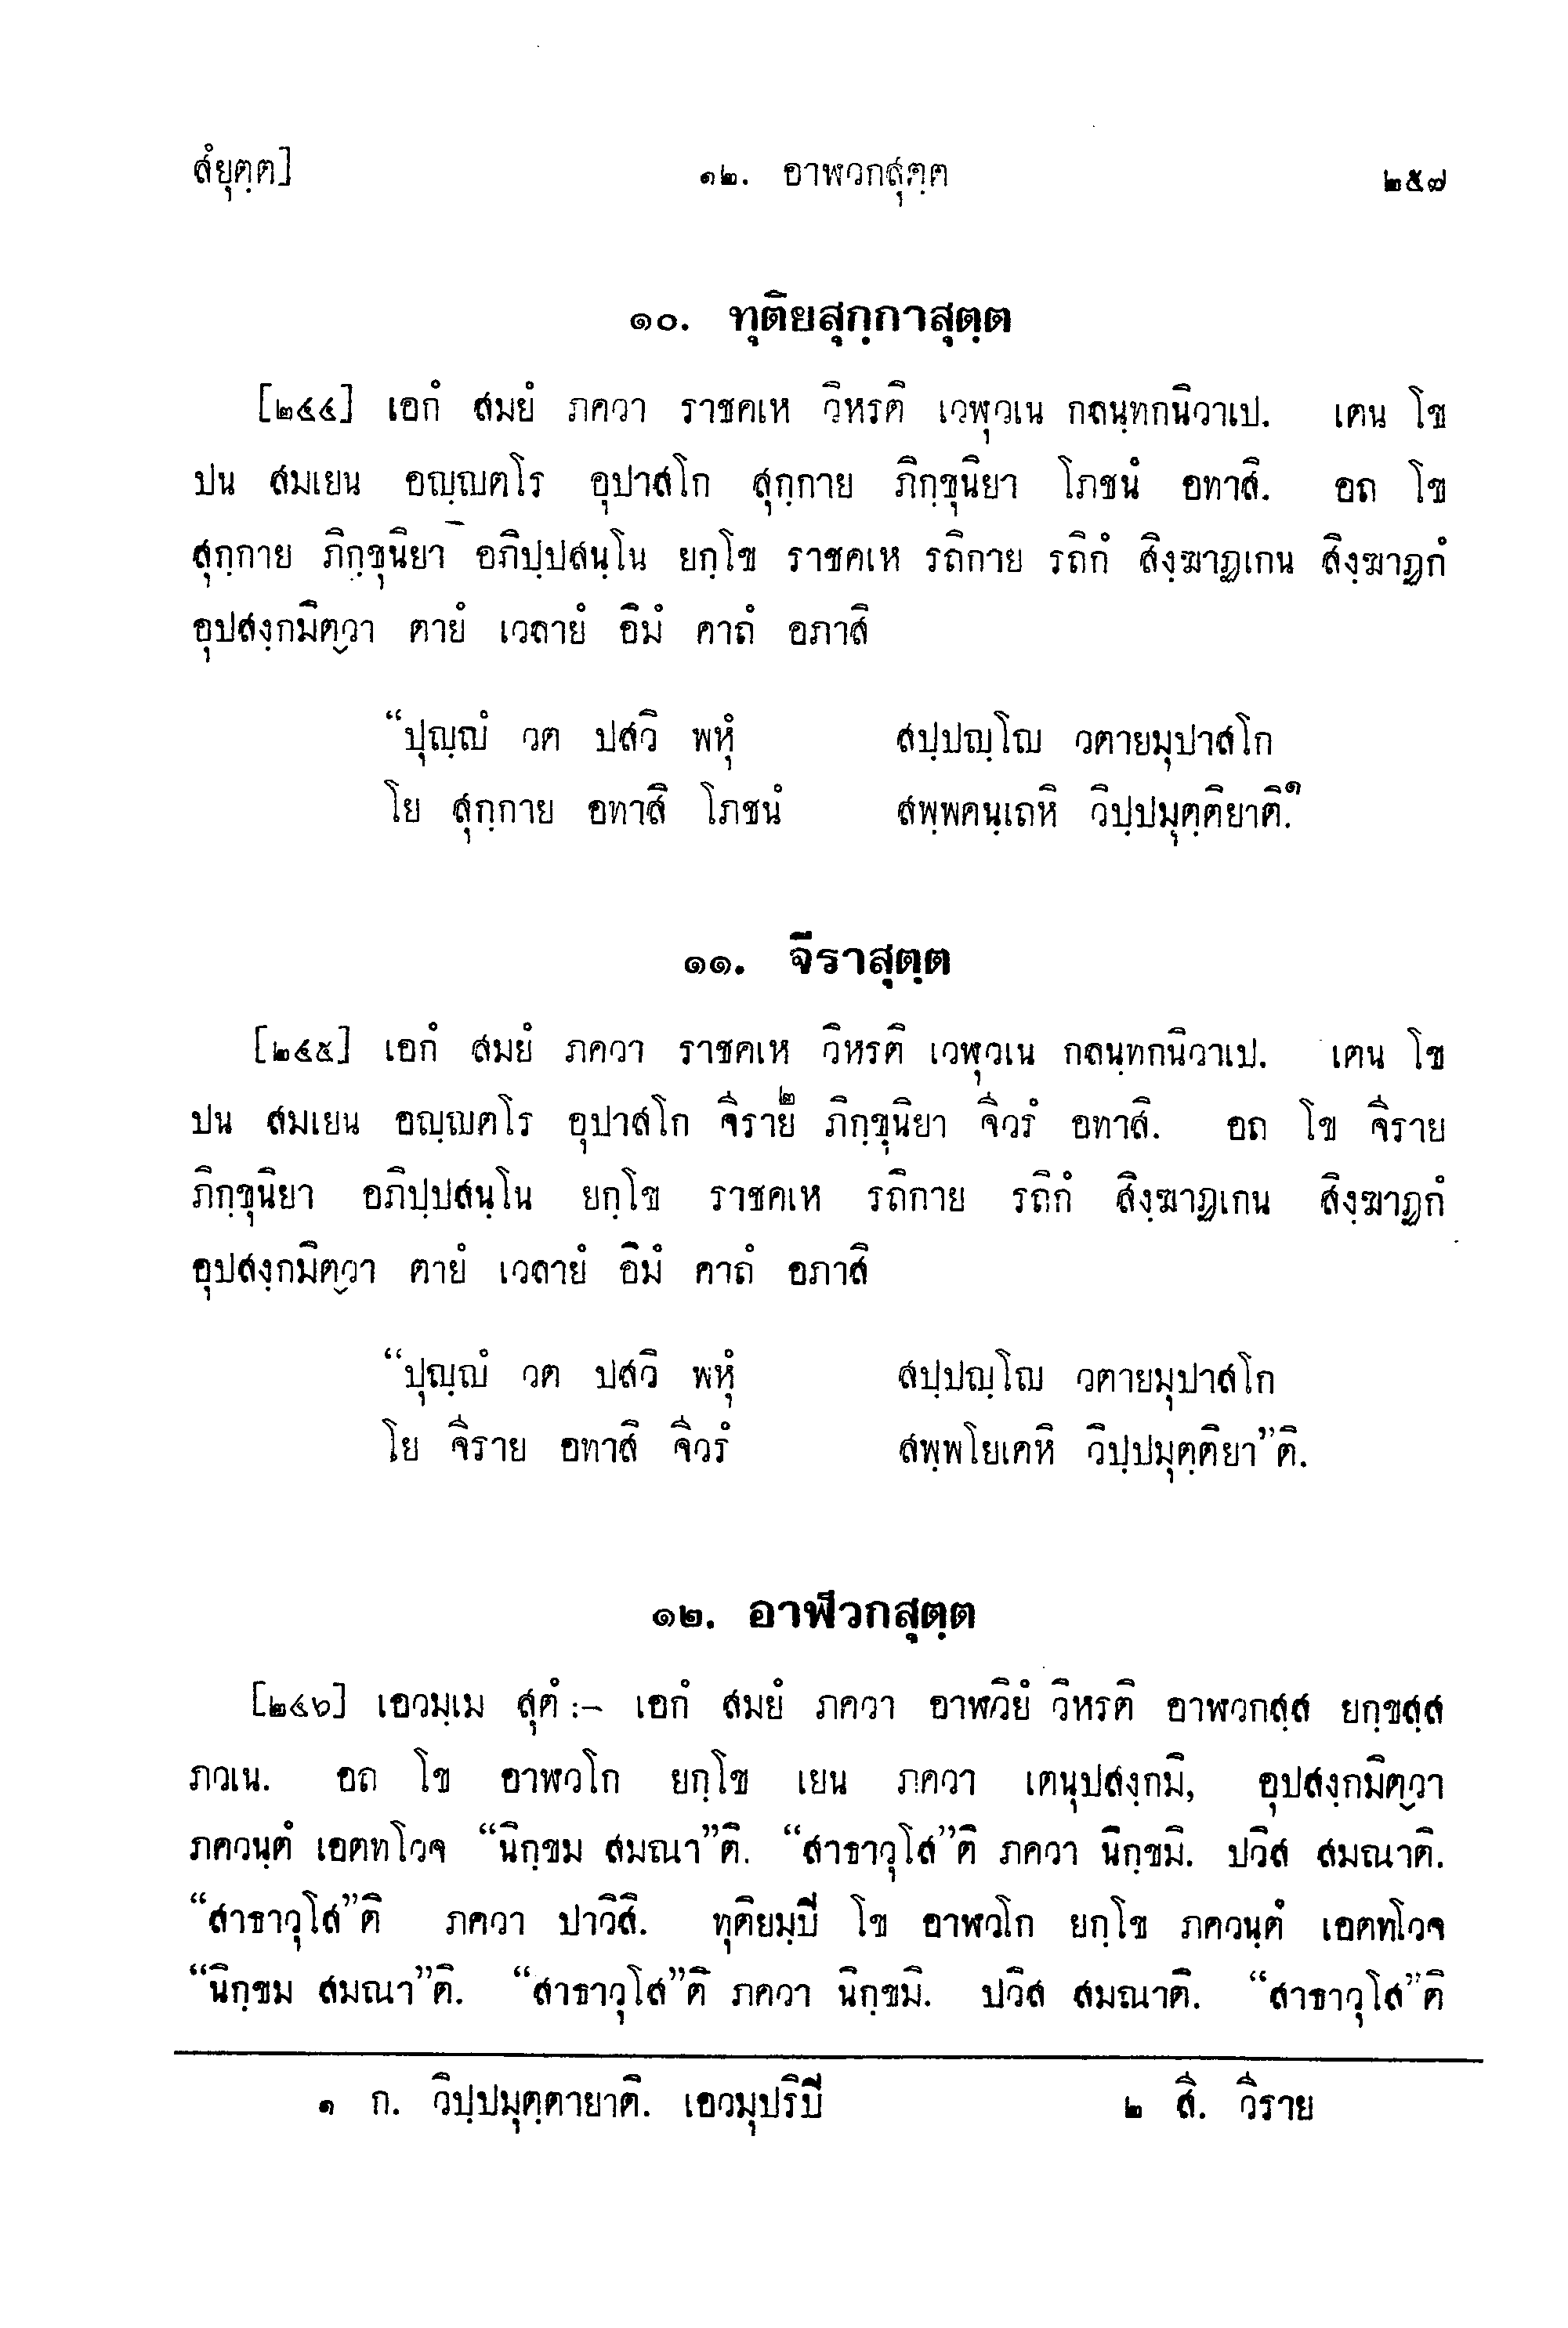 สํยุตฺต]
๑๒. อาฬวกสุตฺต
๒๕๗
๑๐. ทุติยสุกฺกาสุตฺต
[๒๔๔] เอกํ สมยํ ภควา ราชคเห วิหรติ เวฬุวเน กลนฺทกนิวาเป. เตน โข
ปน สมเยน อญฺญตโร อุปาสโก สุกฺกาย ภิกฺขุนิยา โภชนํ อทาสิ. อถ โข
สุกฺกาย ภิกฺขุนิยา อภิปฺปสนฺโน ยกฺโข ราชคเห รถิกาย รถิกํ สิงฺฆาฏเกน สิงฺฆาฏกํ
อุปสงฺกมิตฺวา ตายํ เวลายํ อิมํ คาถํ อภาสิ
“ปุญฺญํ วต ปสวิ พหุํ สปฺปญฺโญ วตายมุปาสโก
โย สุกฺกาย อทาสิ โภชนํ สพฺพคนฺเถหิ วิปฺปมุตฺติยาติ.๑
๑๑. จีราสุตฺต
[๒๔๕] เอกํ สมยํ ภควา ราชคเห วิหรติ เวฬุวเน กลนฺทกนิวาเป. เตน โข
ปน สมเยน อญฺญตโร อุปาสโก จีราย๒ ภิกฺขุนิยา จีวรํ อทาสิ. อถ โข จีราย
ภิกฺขุนิยา อภิปฺปสนฺโน ยกฺโข ราชคเห รถิกาย รถิกํ สิงฺฆาฏเกน สิงฺฆาฏกํ
อุปสงฺกมิตฺวา ตายํ เวลายํ อิมํ คาถํ อภาสิ
“ปุญฺญํ วต ปสวิ พหุํ สปฺปญฺโญ วตายมุปาสโก
โย จีราย อทาสิ จีวรํ สพฺพโยเคหิ วิปฺปมุตฺติยา”ติ.
๑๒. อาฬวกสุตฺต
[๒๔๖] เอวมฺเม สุตํ :– เอกํ สมยํ ภควา อาฬวิยํ วิหรติ อาฬวกสฺส ยกฺขสฺส
ภวเน. อถ โข อาฬวโก ยกฺโข เยน ภควา เตนุปสงฺกมิ, อุปสงฺกมิตฺวา
ภควนฺตํ เอตทโวจ “นิกฺขม สมณา”ติ. “สาธาวุโส”ติ ภควา นิกฺขมิ. ปวิส สมณาติ.
“สาธาวุโส”ติ ภควา ปาวิสิ. ทุติยมฺปิ โข อาฬวโก ยกฺโข ภควนฺตํ เอตทโวจ
“นิกฺขม สมณา”ติ. “สาธาวุโส”ติ ภควา นิกฺขมิ. ปวิส สมณาติ. “สาธาวุโส”ติ
๑ ก. วิปฺปมุตฺตายาติ. เอวมุปริปิ ๒ สี. วีราย